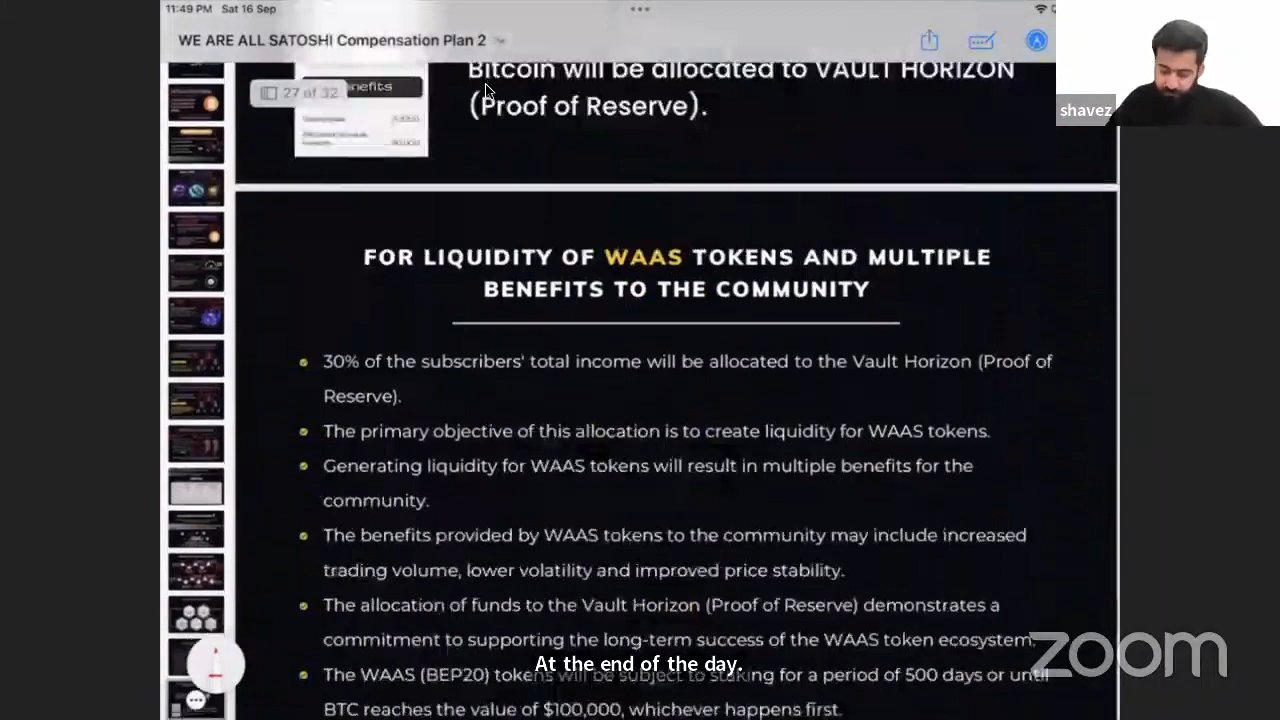 11:49 PM Sat 16 Sep
WE ARE ALL SATOSHI Compensation Plan 2
27 of 32
Bitcoin will be allocated to VAULT HORIZON
(Proof of Reserve).
shavez
FOR LIQUIDITY OF WAAS TOKENS AND MULTIPLE
BENEFITS TO THE COMMUNITY
30% of the subscribers' total income will be allocated to the Vault Horizon (Proof of
Reserve).
The primary objective of this allocation is to create liquidity for WAAS tokens.
Generating liquidity for WAAS tokens will result in multiple benefits for the
community.
The benefits provided by WAAS tokens to the community may include increased
trading volume, lower volatility and improved price stability.
The allocation of funds to the Vault Horizon (Proof of Reserve) demonstrates a
commitment to supporting the long-term success of the WAAS token ecosystem.
At the end of the day.
The WAAS (BEP20) tokens will be subject to staking for a period of 500 days or until
BTC reaches the value of $100,000, whichever happens first.
zoom